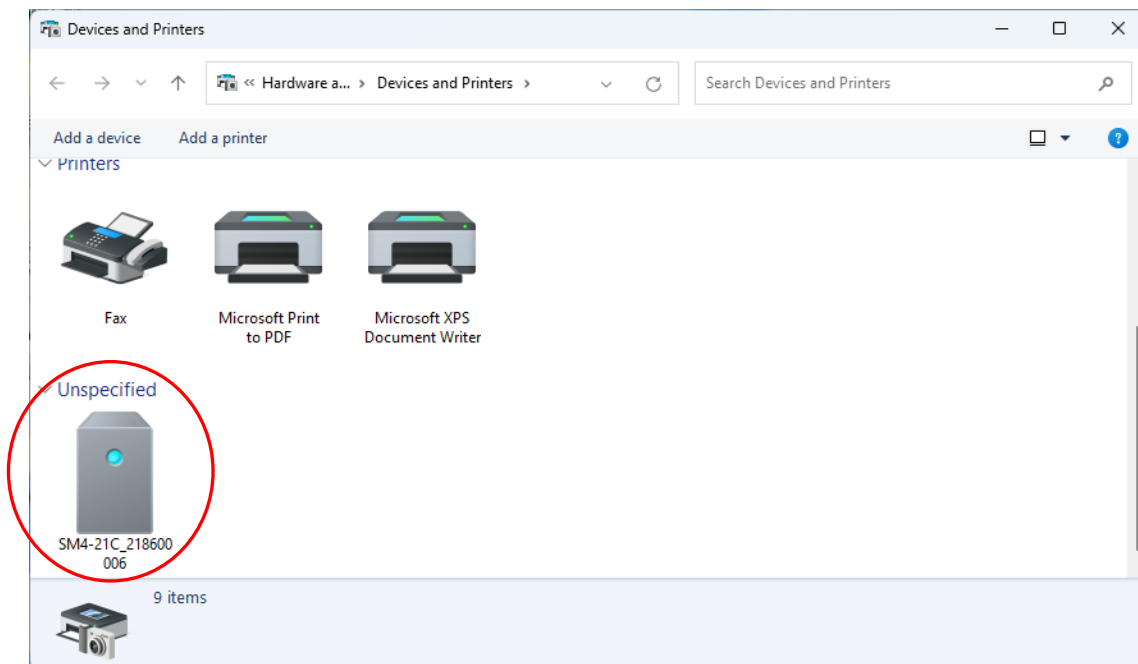 Devices and Printers
« Hardware a... › Devices and Printers ›
Search Devices and Printers
Add a device Add a printer
?
Printers
Fax
Microsoft Print
to PDF
Microsoft XPS
Document Writer
Unspecified
SM4-21C_218600
006
9 items